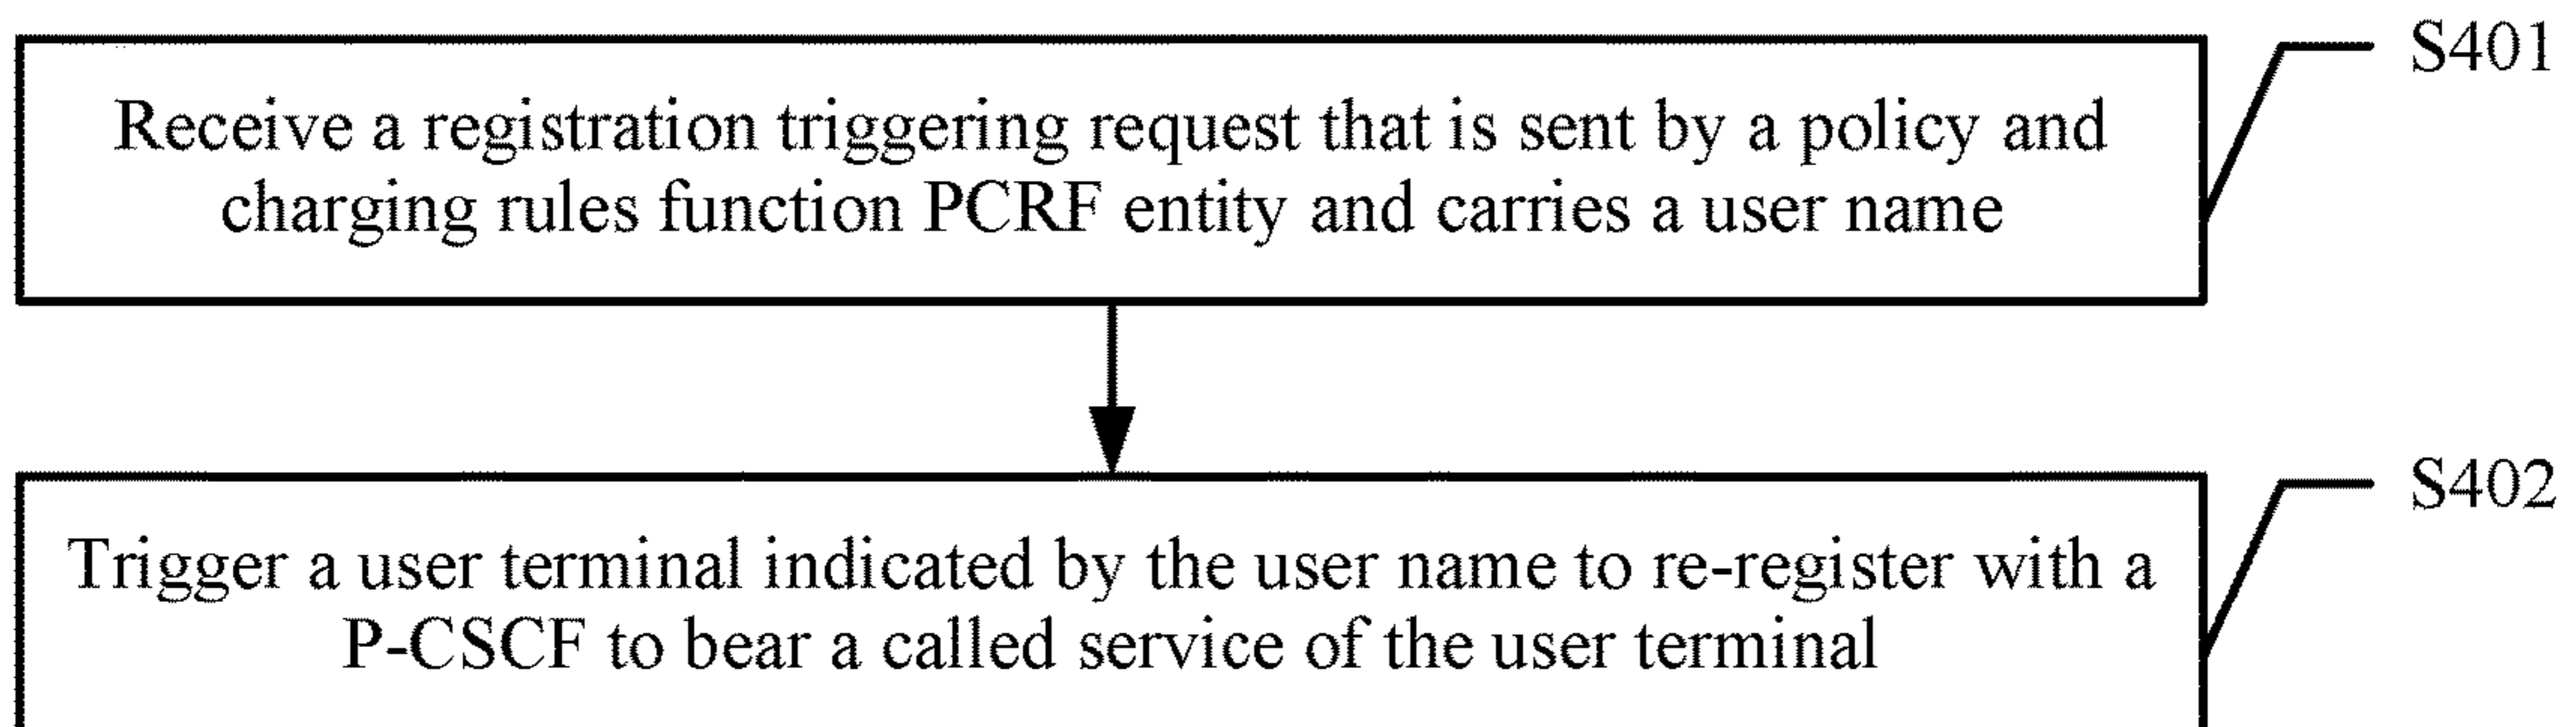 S401
Receive a registration triggering request that is sent by a policy and
charging rules function PCRF entity and carries a user name
S402
Trigger a user terminal indicated by the user name to re-register with a
P-CSCF to bear a called service of the user terminal